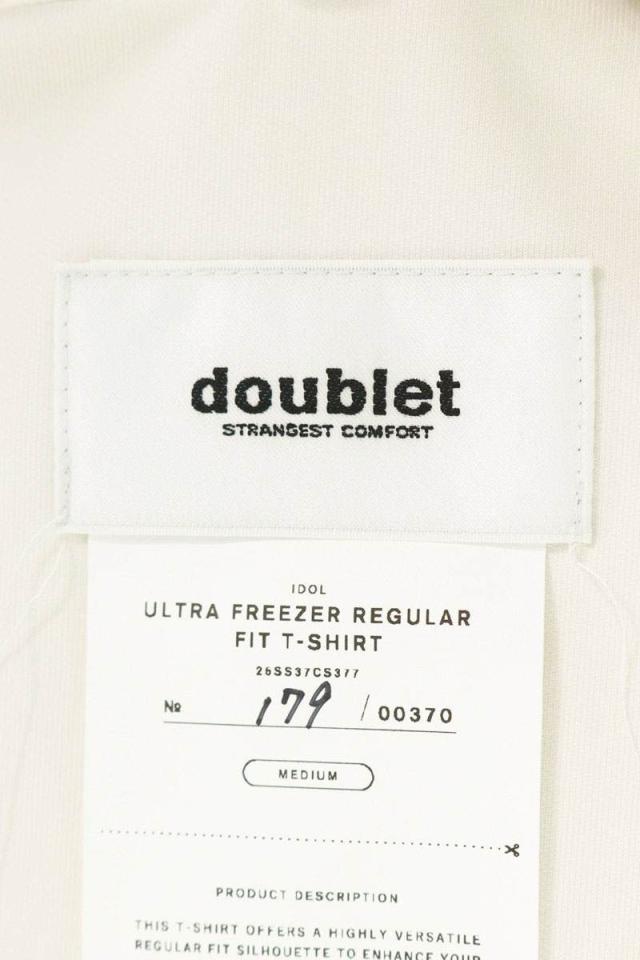 doublet
STRANGEST COMFORT
IDOL
ULTRA FREEZER REGULAR
FIT T-SHIRT
26SS37CS377
№ 179 / 00370
MEDIUM
PRODUCT DESCRIPTION
THIS T-SHIRT OFFERS A HIGHLY VERSATILE
REGULAR FIT SILHOUETTE TO ENHANCE YOUR